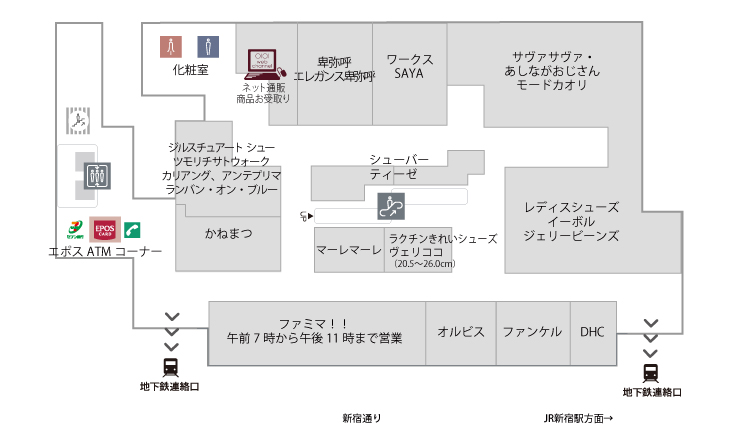 化粧室
OIOI
web
channel
ネット通販
商品お受取り
卑弥呼
エレガンス卑弥呼
ワークス
SAYA
サヴァサヴァ・
あしながおじさん
モードカオリ
ジルスチュアート シュー
ツモリチサトウォーク
カリアング、アンテプリマ
ランバン・オン・ブルー
シューバー
ティーゼ
かねまつ
レディスシューズ
イーボル
ジェリービーンズ
マーレマーレ
ラクチンきれいシューズ
ヴェリココ
(20.5〜26.0cm)
EPOS
CARD
エポス ATM コーナー
ファミマ！！
午前７時から午後 11 時まで営業
オルビス
ファンケル
DHC
地下鉄連絡口
地下鉄連絡口
新宿通り
JR新宿駅方面→